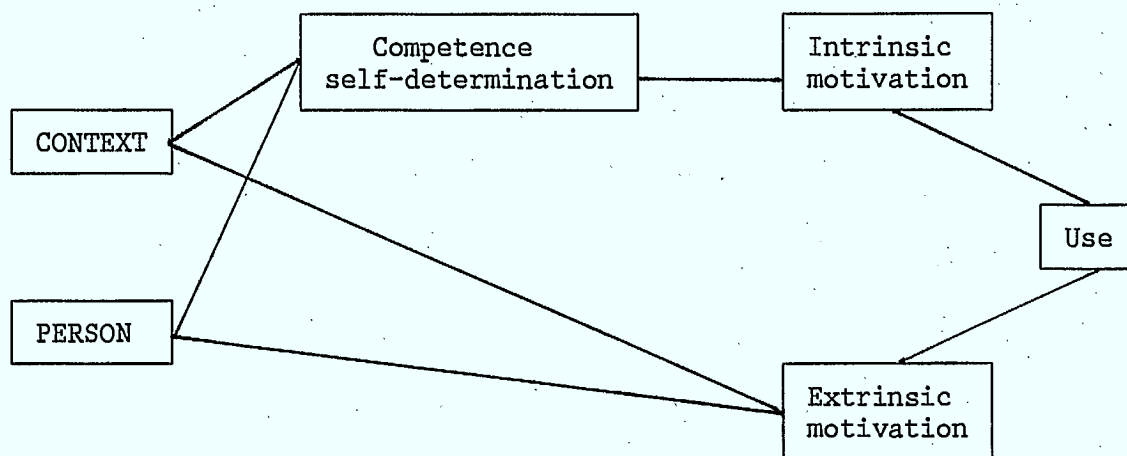 Competence
self-determination
Intrinsic
motivation
CONTEXT
Use
PERSON
Extrinsic
motivation